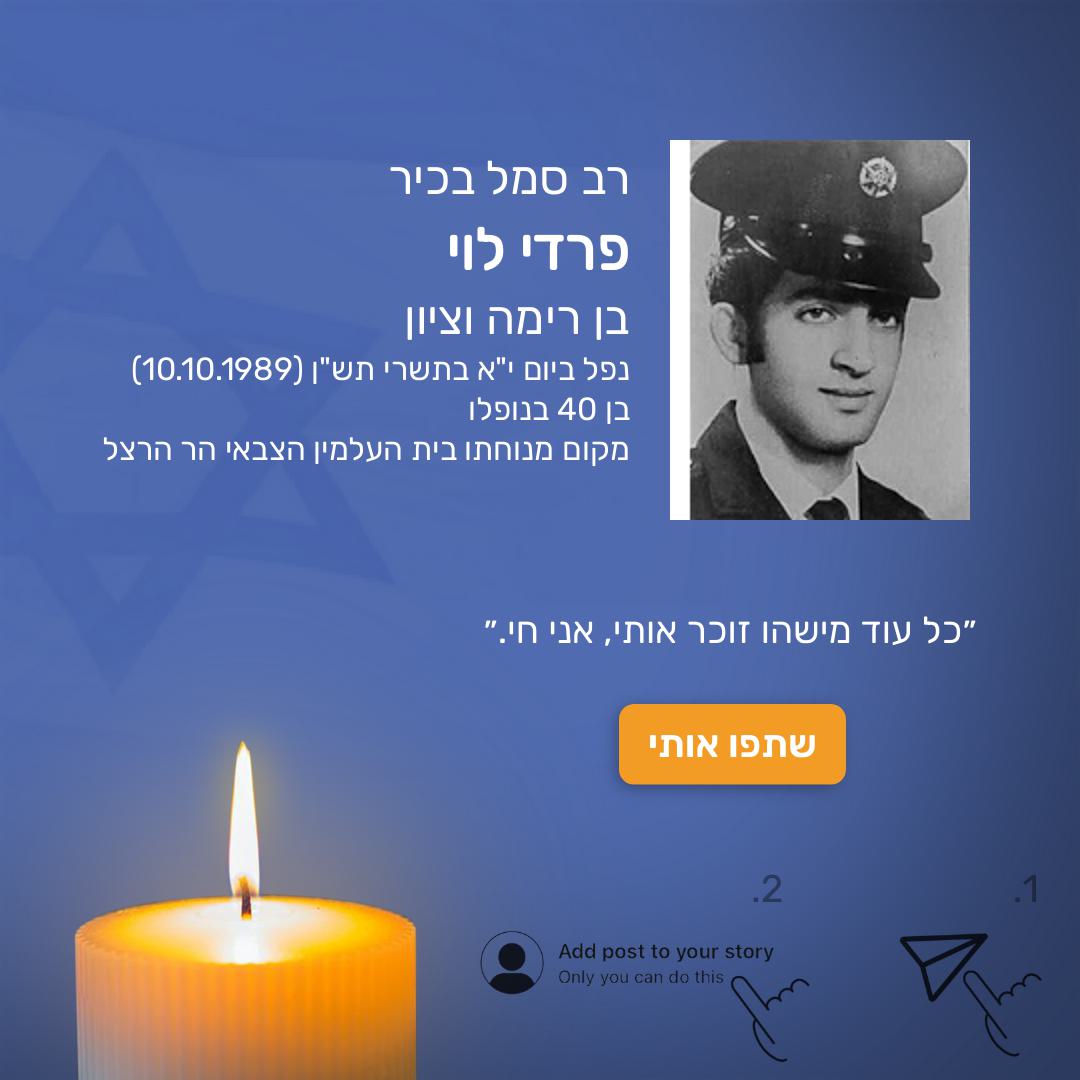 רב סמל בכיר
פרדי לוי
בן רימה וציון
נפל ביום י"א בתשרי תש"ן (10.10.1989)
בן 40 בנופלו
מקום מנוחתו בית העלמין הצבאי הר הרצל
״כל עוד מישהו זוכר אותי, אני חי.״
שתפו אותי
1.
2.
Add post to your story
Only you can do this